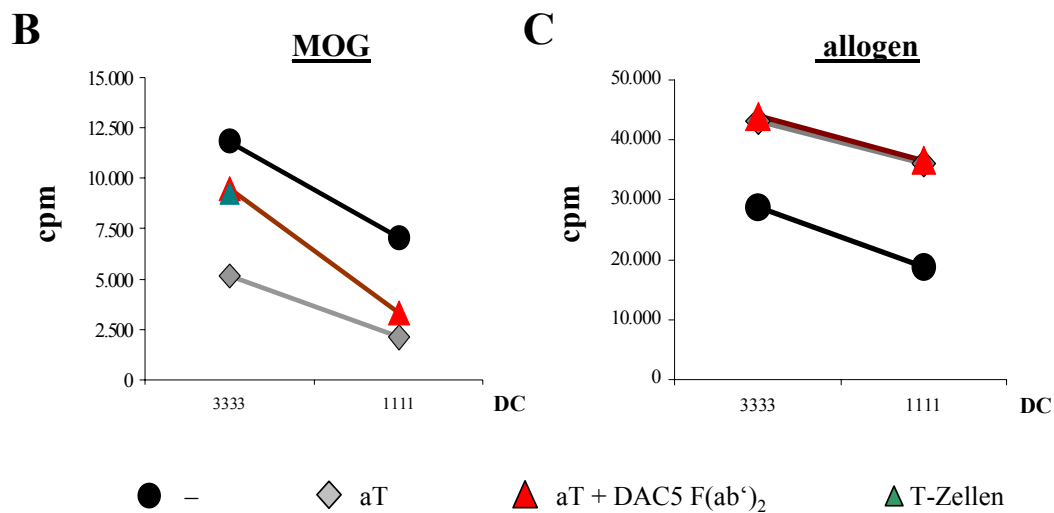 B
MOG
15.000
12.500
10.000
7.500
5.000
2.500
0
cpm
3333
1111
DC
C
allogen
50.000
40.000
30.000
20.000
10.000
0
cpm
3333
1111
DC
–
aT
aT + DAC5 F(ab‘)₂
T-Zellen